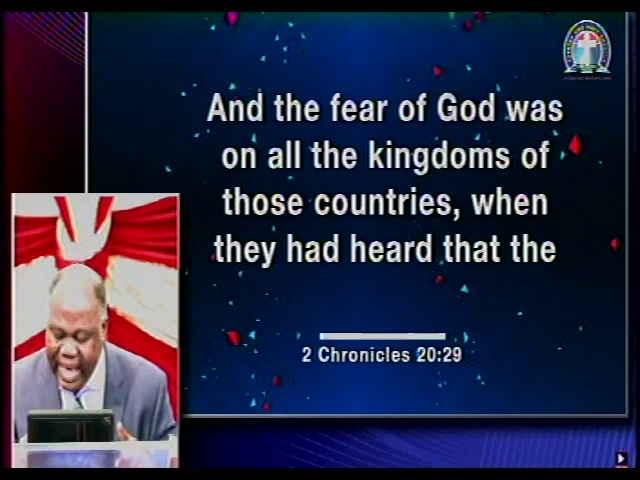 And the fear of God was
on all the kingdoms of
those countries, when
they had heard that the
2 Chronicles 20:29